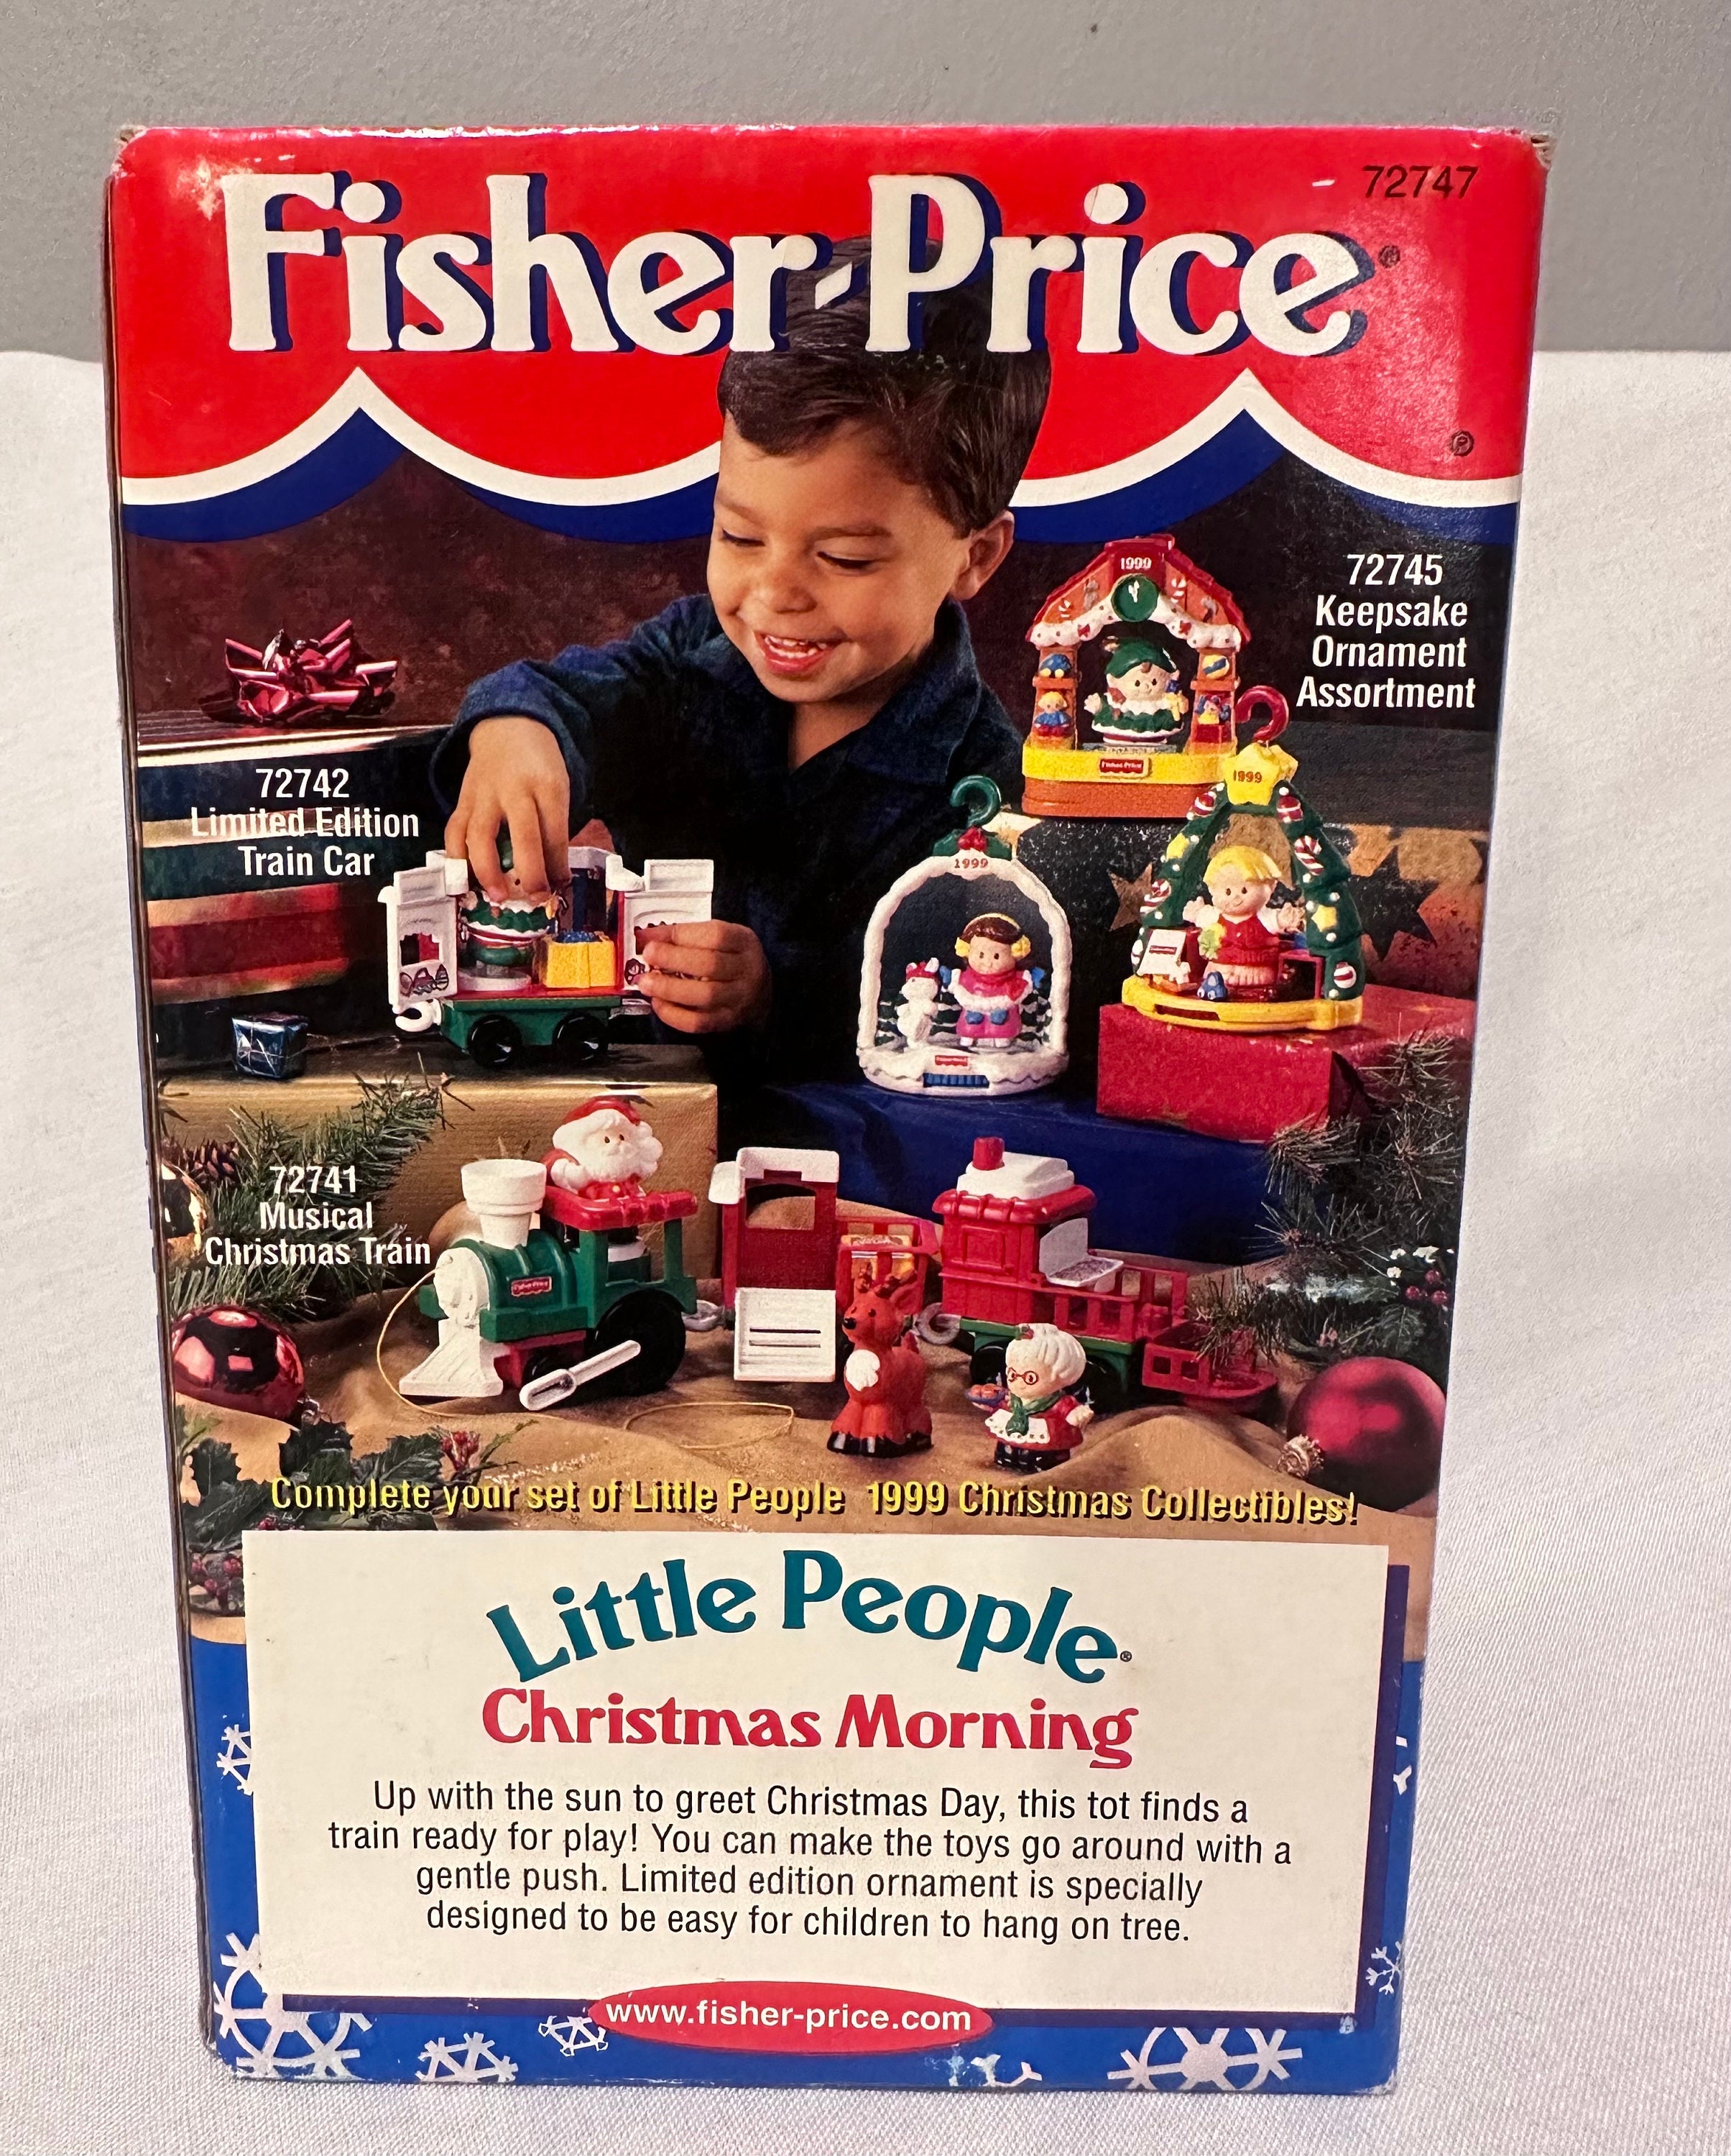 72747
Fisher-Price®
®
1999
72745
Keepsake
Ornament
Assortment
Fisher-Price
1999
72742
Limited Edition
Train Car
1999
72741
Musical
Christmas Train
Fisher-Price
Complete your set of Little People 1999 Christmas Collectibles!
Little People®
Christmas Morning
Up with the sun to greet Christmas Day, this tot finds a
train ready for play! You can make the toys go around with a
gentle push. Limited edition ornament is specially
designed to be easy for children to hang on tree.
www.fisher-price.com